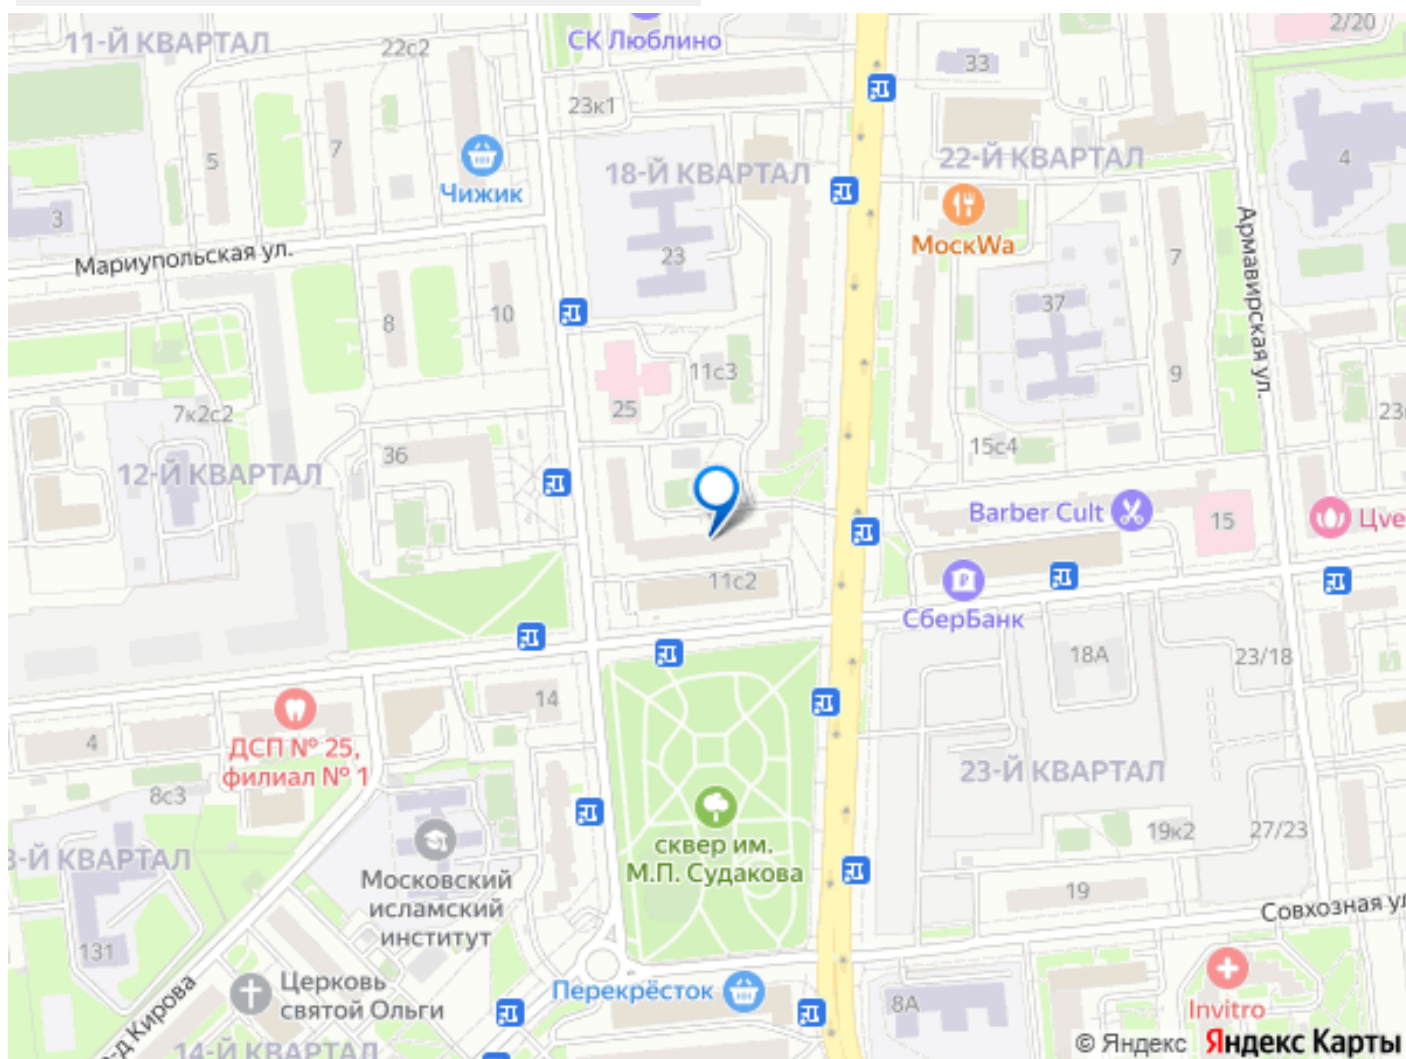 11-Й КВАРТАЛ
22с2
СК Люблино
2/20
33
23к1
5
7
Чижик
18-Й КВАРТАЛ
22-Й КВАРТАЛ
4
3
МоскWa
Мариупольская ул.
23
7
Армавирская ул.
8
10
37
11с3
9
25
7к2с2
23
15с4
36
12-Й КВАРТАЛ
Barber Cult
15
Цве
11с2
СберБанк
18А
23/18
14
4
ДСП № 25,
филиал № 1
23-Й КВАРТАЛ
8с3
сквер им.
М.П. Судакова
19к2
27/23
3-Й КВАРТАЛ
Московский
исламский
институт
19
Совхозная ул
131
Церковь
святой Ольги
Перекрёсток
8А
Invitro
-д Кирова
14-Й КВАРТАЛ
© Яндекс Яндекс Карты